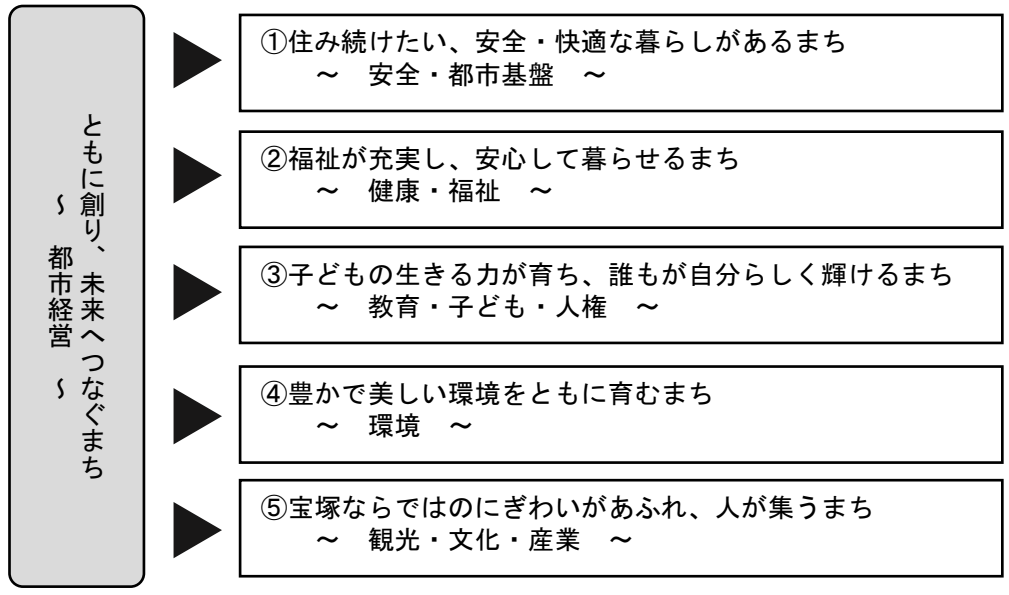 ともに創り、未来へつなぐまち
～　都市経営　～
①住み続けたい、安全・快適な暮らしがあるまち
～　安全・都市基盤　～
②福祉が充実し、安心して暮らせるまち
～　健康・福祉　～
③子どもの生きる力が育ち、誰もが自分らしく輝けるまち
～　教育・子ども・人権　～
④豊かで美しい環境をともに育むまち
～　環境　～
⑤宝塚ならではのにぎわいがあふれ、人が集うまち
～　観光・文化・産業　～